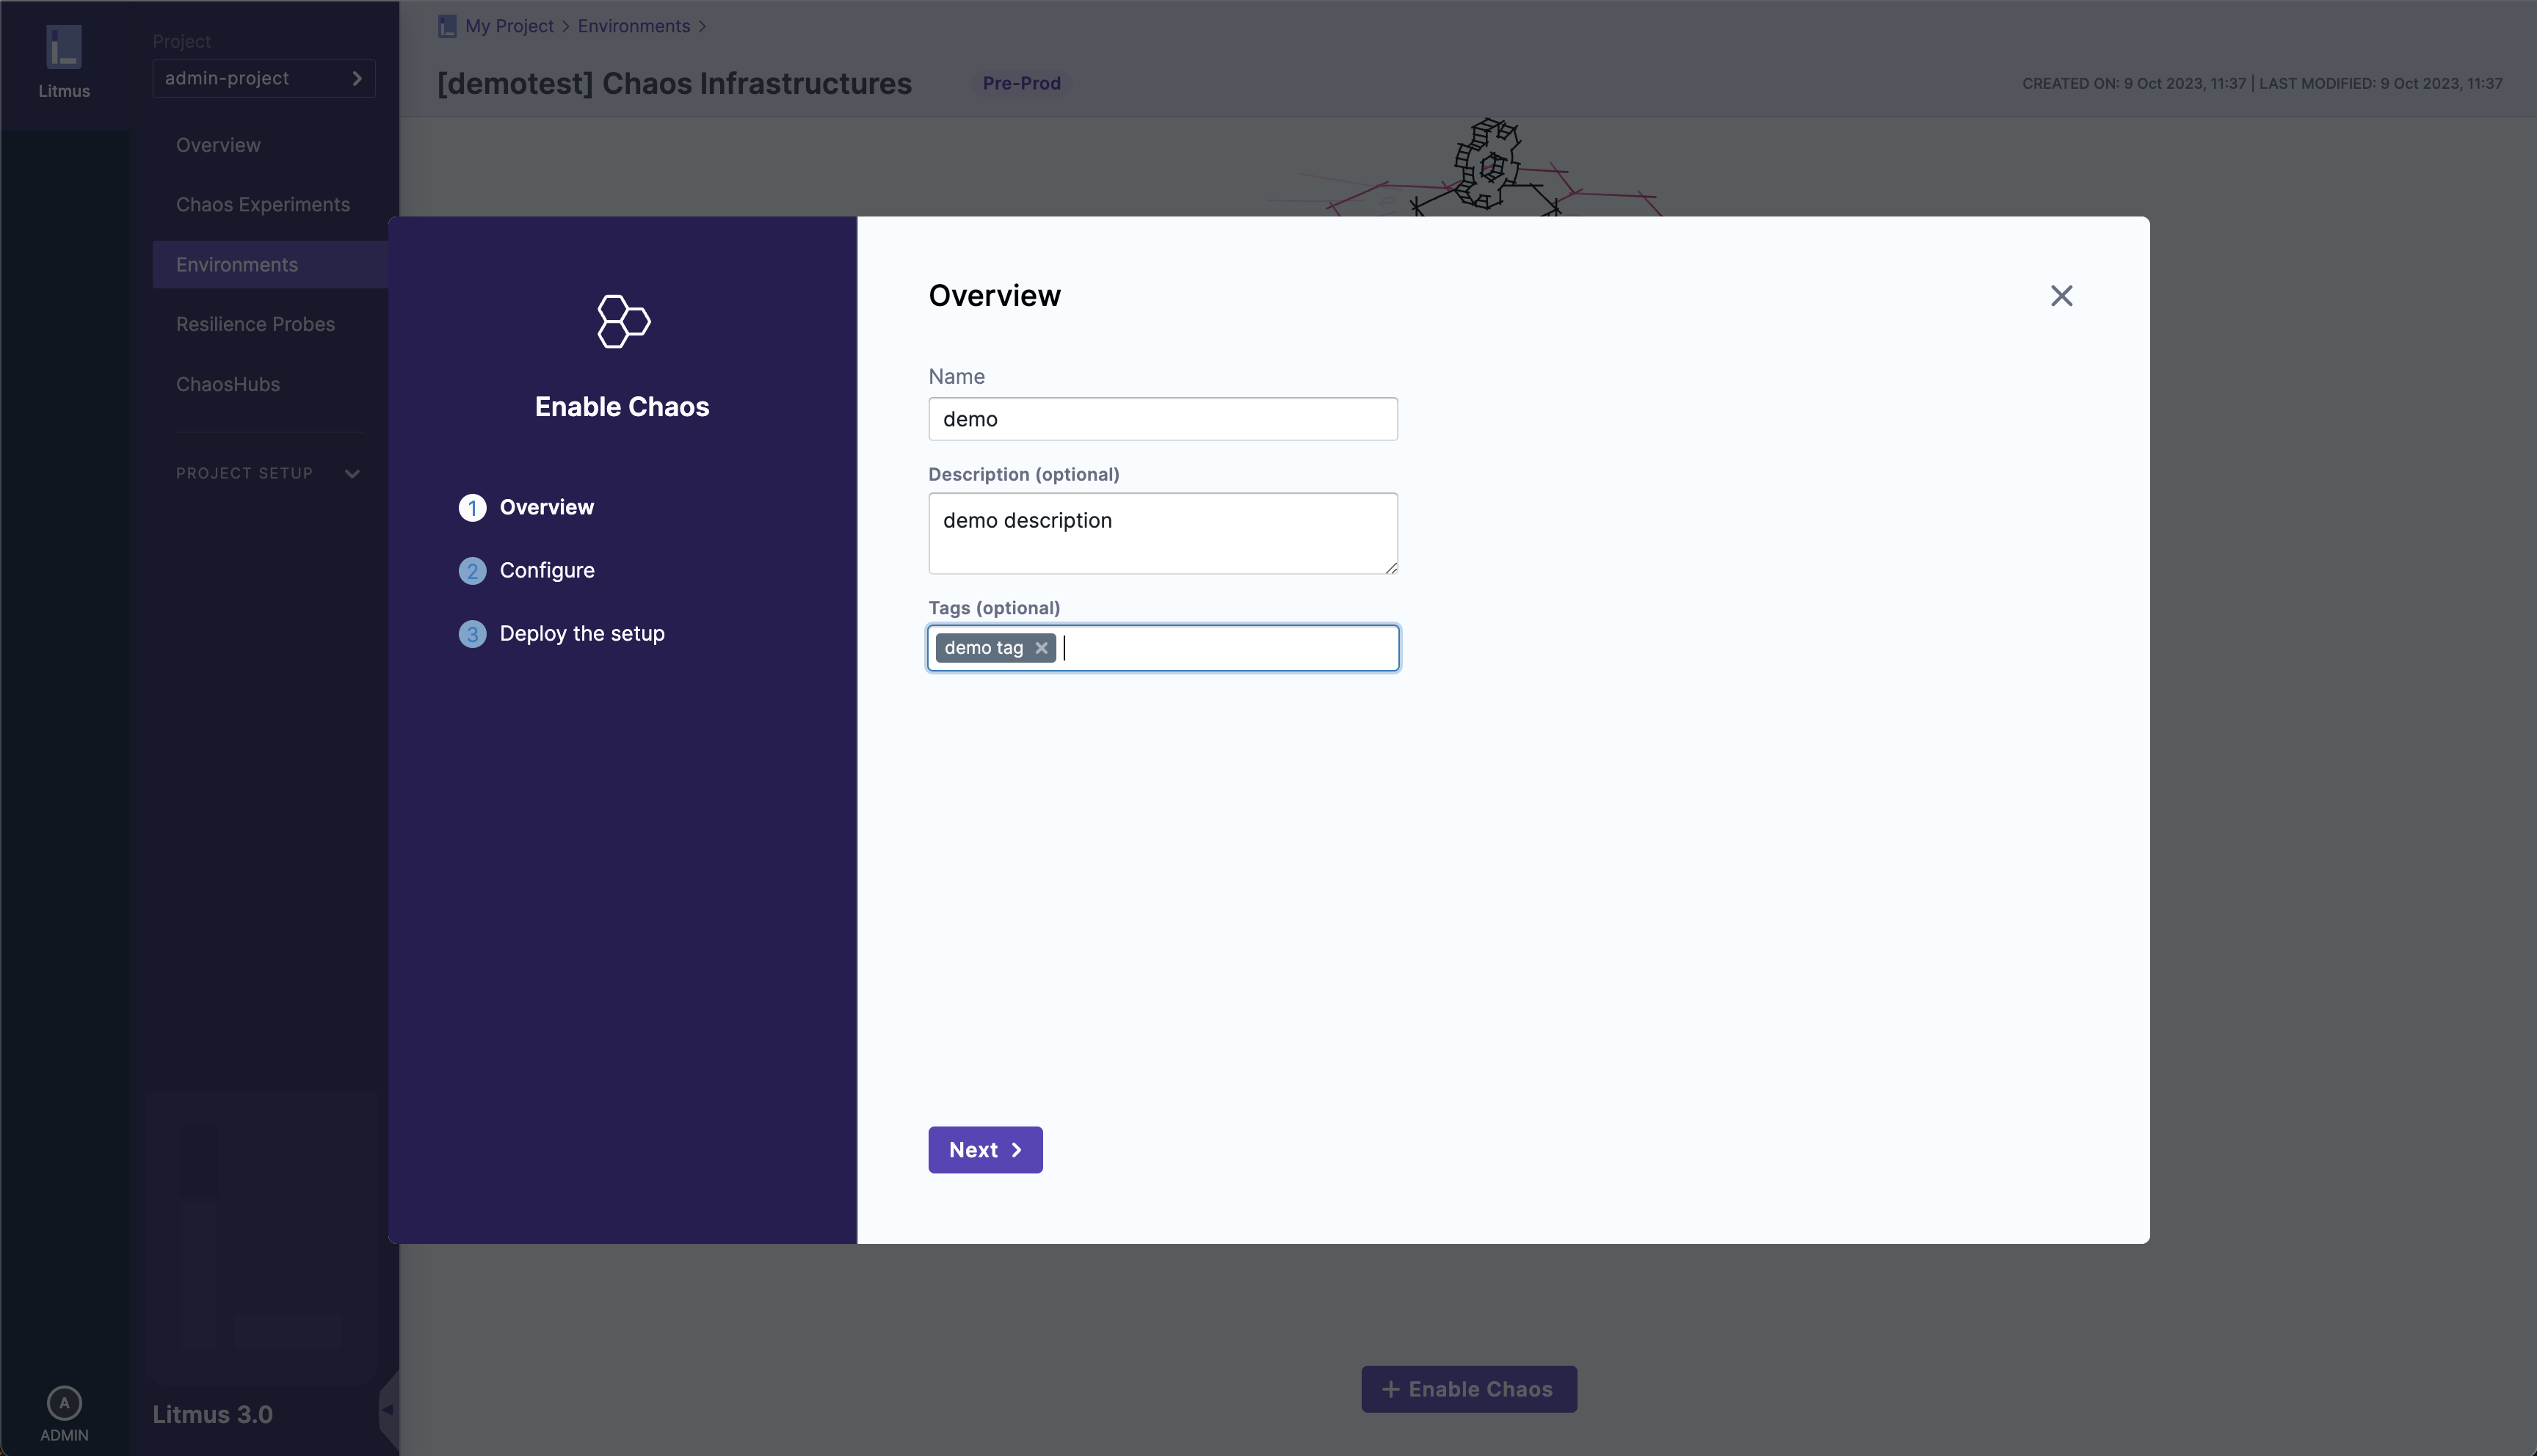 Litmus
Project
admin-project
Overview
Chaos Experiments
Environments
Resilience Probes
ChaosHubs
PROJECT SETUP
Litmus 3.0
A
ADMIN
My Project > Environments >
[demotest] Chaos Infrastructures
Pre-Prod
CREATED ON: 9 Oct 2023, 11:37 | LAST MODIFIED: 9 Oct 2023, 11:37
Enable Chaos
1 Overview
2 Configure
3 Deploy the setup
Overview
Name
demo
Description (optional)
demo description
Tags (optional)
demo tag
Next
+ Enable Chaos